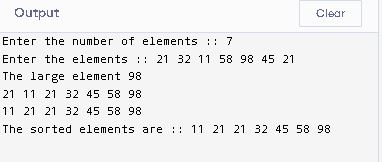 Output
Clear
Enter the number of elements :: 7
Enter the elements :: 21 32 11 58 98 45 21
The large element 98
21 11 21 32 45 58 98
11 21 21 32 45 58 98
The sorted elements are :: 11 21 21 32 45 58 98